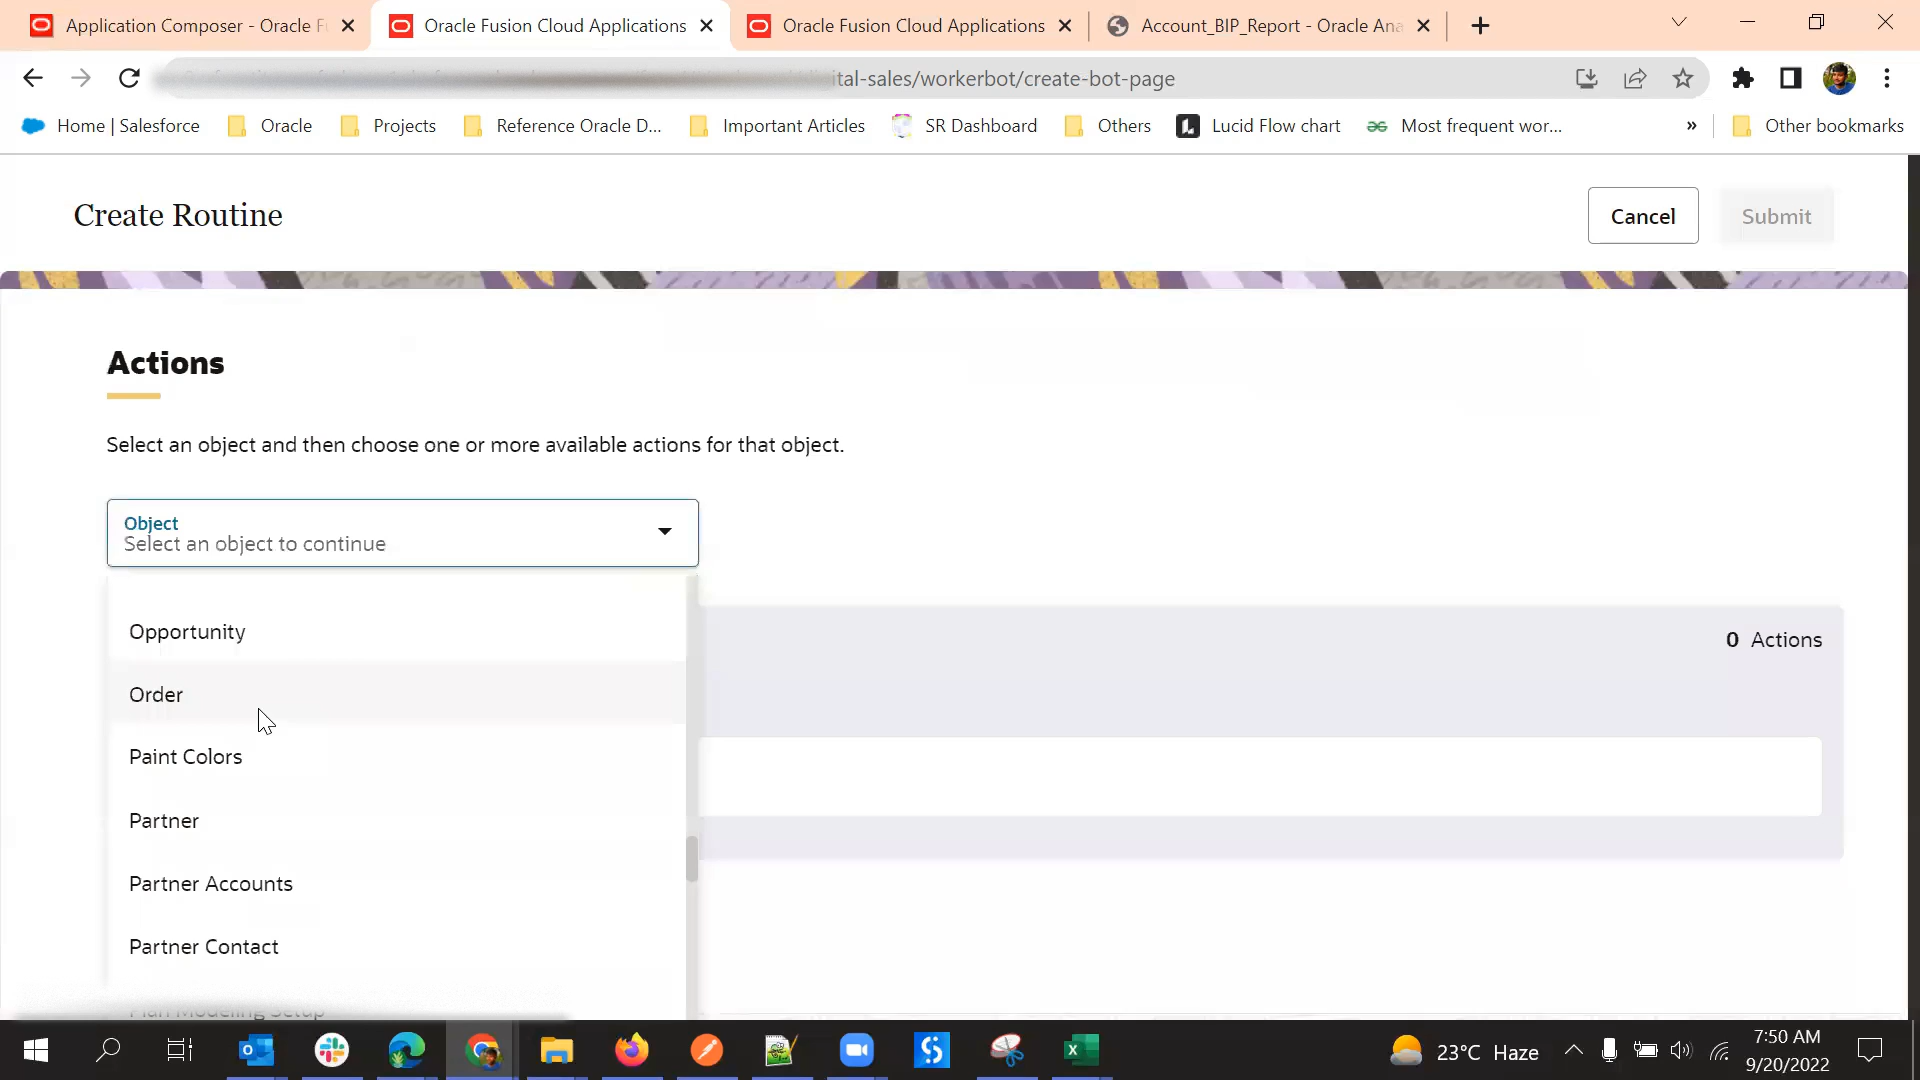 Application Composer - Oracle F
Oracle Fusion Cloud Applications
Oracle Fusion Cloud Applications
Account_BIP_Report - Oracle Ana
ital-sales/workerbot/create-bot-page
Home | Salesforce
Oracle
Projects
Reference Oracle D...
Important Articles
SR Dashboard
Others
Lucid Flow chart
Most frequent wor...
»
Other bookmarks
Create Routine
Cancel
Submit
Actions
Select an object and then choose one or more available actions for that object.
Object
Select an object to continue
Opportunity
0 Actions
Order
Paint Colors
Partner
Partner Accounts
Partner Contact
Plan Modeling Setup
23°C Haze
7:50 AM
9/20/2022